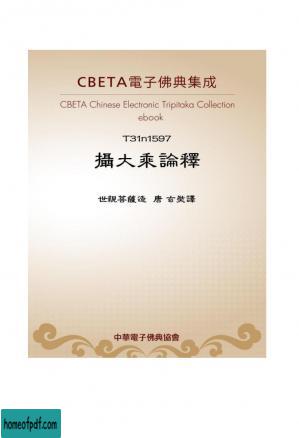 CBETA電子佛典集成
CBETA Chinese Electronic Tripitaka Collection
ebook
T31n1597
攝大乘論釋
世親菩薩造 唐 玄奘譯
中華電子佛典協會
homeofpdf.com